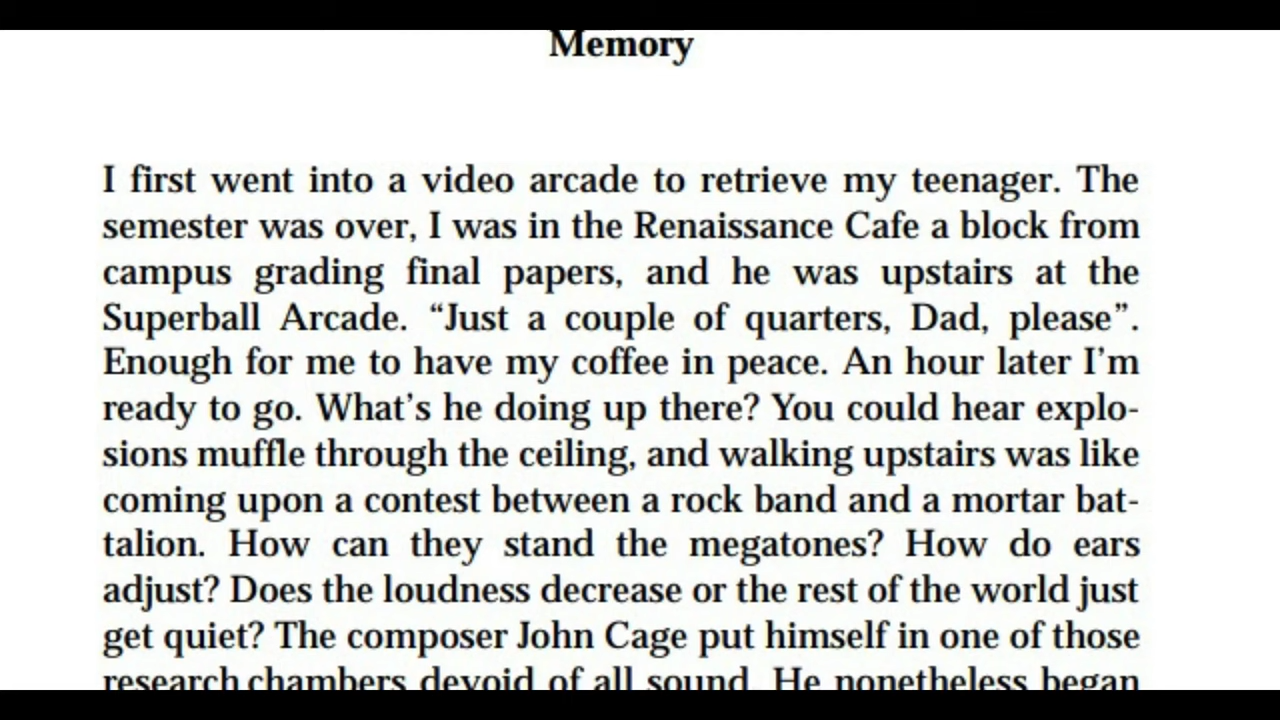 Memory
I first went into a video arcade to retrieve my teenager. The
semester was over, I was in the Renaissance Cafe a block from
campus grading final papers, and he was upstairs at the
Superball Arcade. “Just a couple of quarters, Dad, please”.
Enough for me to have my coffee in peace. An hour later I’m
ready to go. What’s he doing up there? You could hear explo-
sions muffle through the ceiling, and walking upstairs was like
coming upon a contest between a rock band and a mortar bat-
talion. How can they stand the megatones? How do ears
adjust? Does the loudness decrease or the rest of the world just
get quiet? The composer John Cage put himself in one of those
research chambers devoid of all sound. He nonetheless began